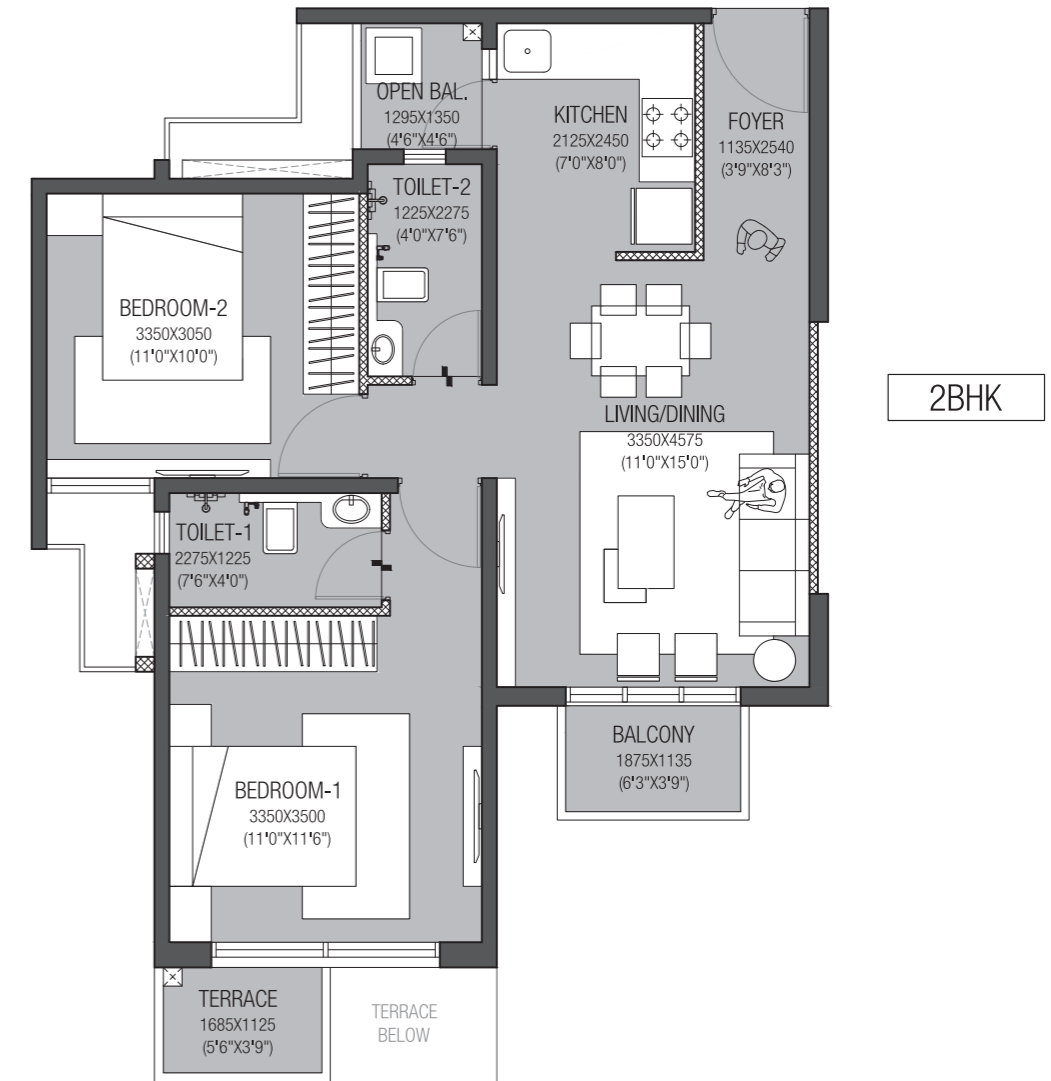 OPEN BAL.
1295X1350
(4'6"X4'6")
KITCHEN
2125X2450
(7'0"X8'0")
FOYER
1135X2540
(3'9"X8'3")
TOILET-2
1225X2275
(4'0"X7'6")
BEDROOM-2
3350X3050
(11'0"X10'0")
2BHK
LIVING/DINING
3350X4575
(11'0"X15'0")
TOILET-1
2275X1225
(7'6"X4'0")
BALCONY
1875X1135
(6'3"X3'9")
BEDROOM-1
3350X3500
(11'0"X11'6")
TERRACE
1685X1125
(5'6"X3'9")
TERRACE
BELOW